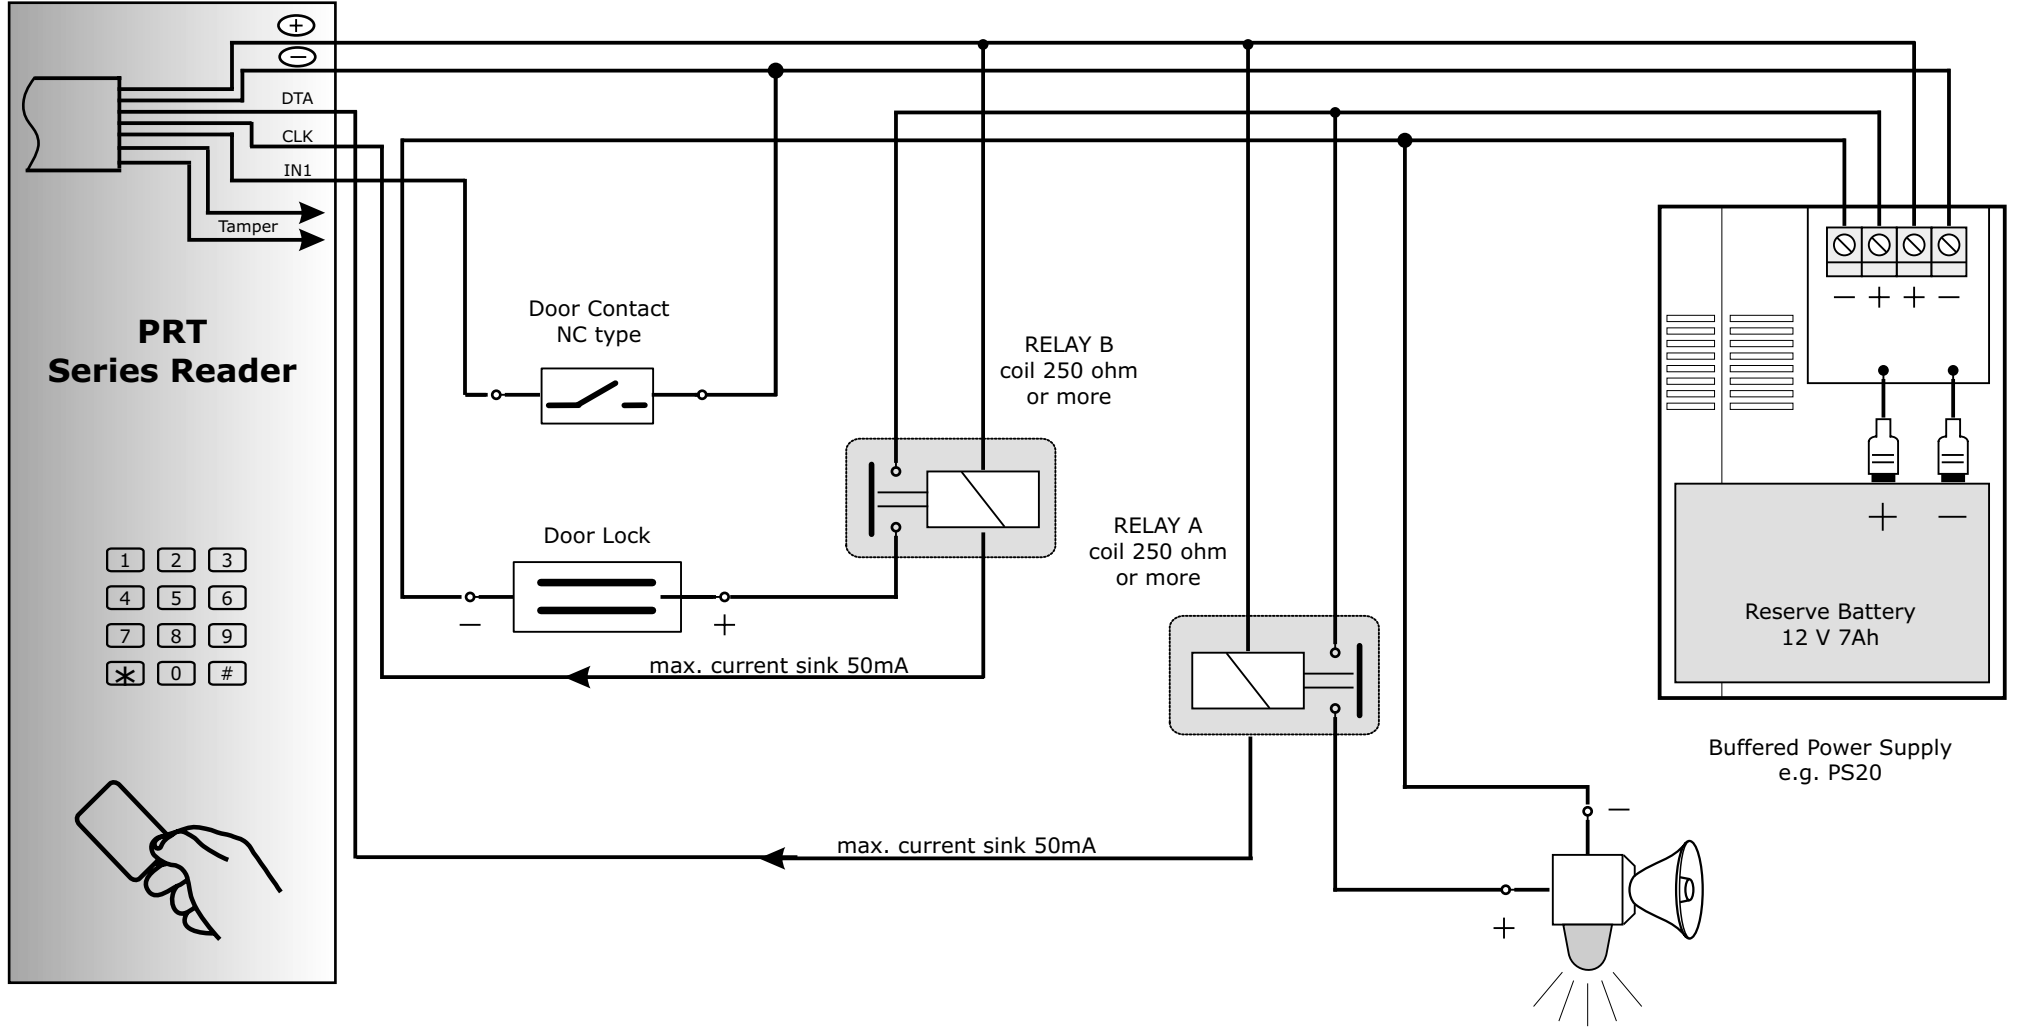 +
−
DTA
CLK
IN1
Tamper
PRT
Series Reader
1 2 3
4 5 6
7 8 9
* 0 #
Door Contact
NC type
Door Lock
− +
RELAY B
coil 250 ohm
or more
max. current sink 50mA
RELAY A
coil 250 ohm
or more
max. current sink 50mA
−
+
− + + −
+ −
Reserve Battery
12 V 7Ah
Buffered Power Supply
e.g. PS20